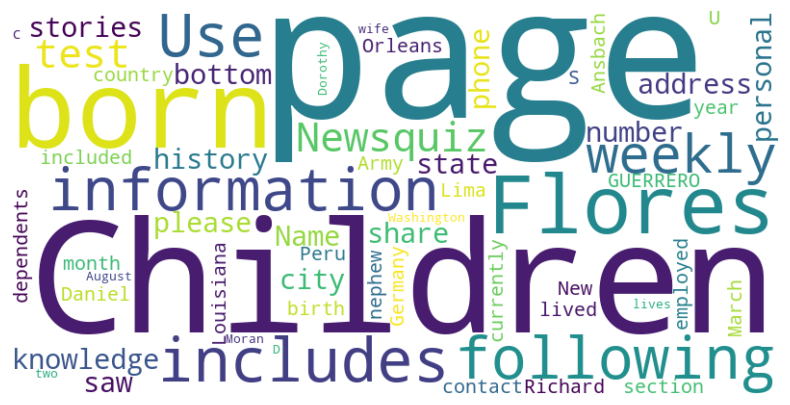 c
stories
Use
page
wife
Orleans
Dorothy
phone
Ansbach
U
personal
test
country
bottom
S
address
year
born
Newsquiz
number
weekly
included
history
Army
state
GUERRERO
information
Lima
Flores
Washington
please
Name
share
dependents
Children
month
August
Daniel
Louisiana
Peru
city
birth
nephew
Germany
currently
New
lived
employed
lives
March
Moran
D
knowledge
includes
following
two
saw
contact
Richard
section